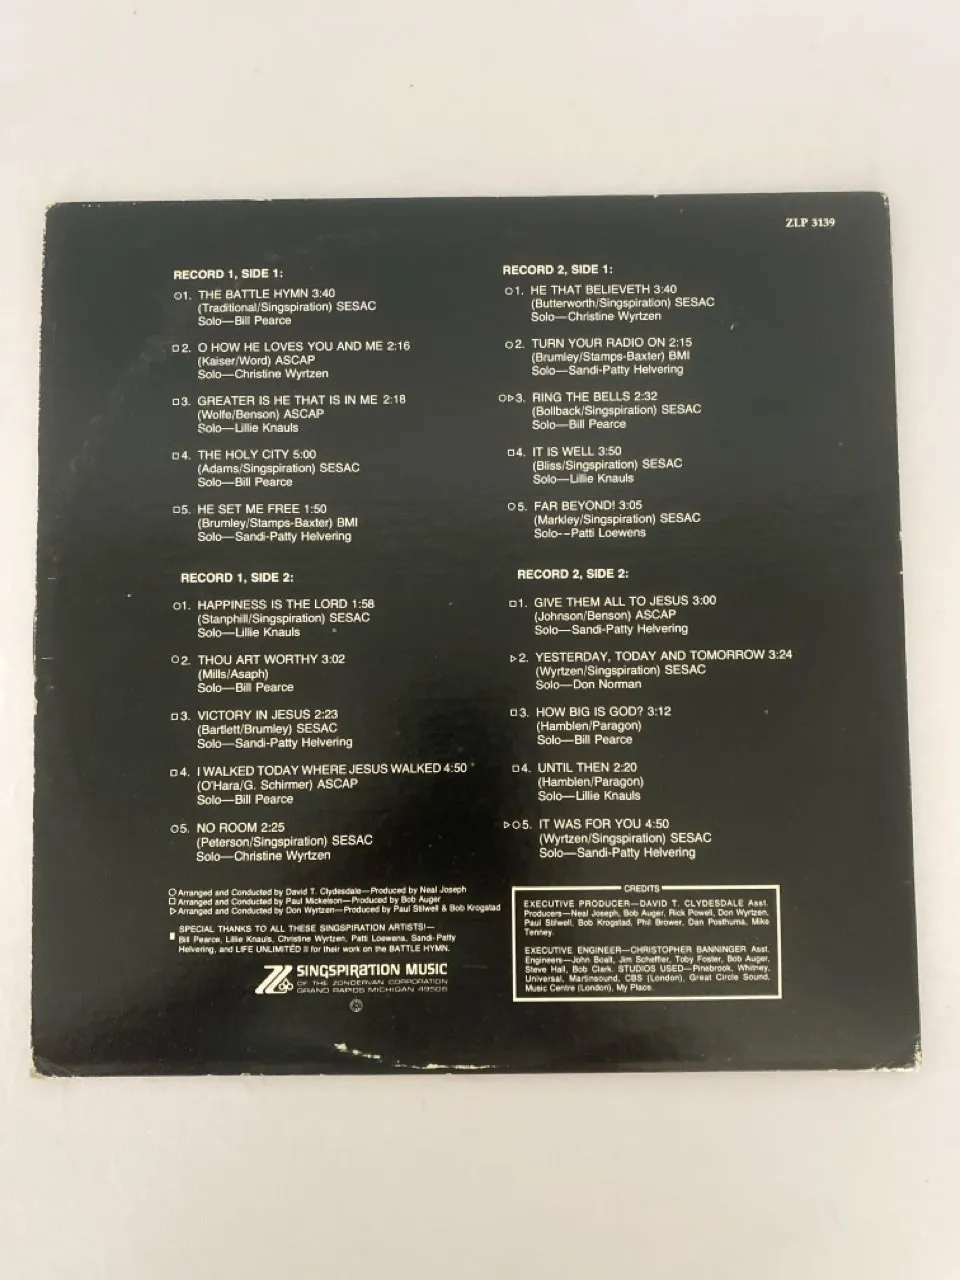 ZLP 3139
RECORD 1, SIDE 1:
○1. THE BATTLE HYMN 3:40
(Traditional/Singspiration) SESAC
Solo—Bill Pearce
□2. O HOW HE LOVES YOU AND ME 2:16
(Kaiser/Word) ASCAP
Solo—Christine Wyrtzen
□3. GREATER IS HE THAT IS IN ME 2:18
(Wolfe/Benson) ASCAP
Solo—Lillie Knauls
□4. THE HOLY CITY 5:00
(Adams/Singspiration) SESAC
Solo—Bill Pearce
□5. HE SET ME FREE 1:50
(Brumley/Stamps-Baxter) BMI
Solo—Sandi-Patty Helvering
RECORD 1, SIDE 2:
○1. HAPPINESS IS THE LORD 1:58
(Stanphill/Singspiration) SESAC
Solo—Lillie Knauls
○2. THOU ART WORTHY 3:02
(Mills/Asaph)
Solo—Bill Pearce
□3. VICTORY IN JESUS 2:23
(Bartlett/Brumley) SESAC
Solo—Sandi-Patty Helvering
□4. I WALKED TODAY WHERE JESUS WALKED 4:50
(O'Hara/G. Schirmer) ASCAP
Solo—Bill Pearce
○5. NO ROOM 2:25
(Peterson/Singspiration) SESAC
Solo—Christine Wyrtzen
RECORD 2, SIDE 1:
○1. HE THAT BELIEVETH 3:40
(Butterworth/Singspiration) SESAC
Solo—Christine Wyrtzen
○2. TURN YOUR RADIO ON 2:15
(Brumley/Stamps-Baxter) BMI
Solo—Sandi-Patty Helvering
○▷3. RING THE BELLS 2:32
(Bollback/Singspiration) SESAC
Solo—Bill Pearce
□4. IT IS WELL 3:50
(Bliss/Singspiration) SESAC
Solo—Lillie Knauls
○5. FAR BEYOND! 3:05
(Markley/Singspiration) SESAC
Solo--Patti Loewens
RECORD 2, SIDE 2:
□1. GIVE THEM ALL TO JESUS 3:00
(Johnson/Benson) ASCAP
Solo—Sandi-Patty Helvering
▷2. YESTERDAY, TODAY AND TOMORROW 3:24
(Wyrtzen/Singspiration) SESAC
Solo—Don Norman
□3. HOW BIG IS GOD? 3:12
(Hamblen/Paragon)
Solo—Bill Pearce
□4. UNTIL THEN 2:20
(Hamblen/Paragon)
Solo—Lillie Knauls
▷○5. IT WAS FOR YOU 4:50
(Wyrtzen/Singspiration) SESAC
Solo—Sandi-Patty Helvering
○ Arranged and Conducted by David T. Clydesdale—Produced by Neal Joseph
□ Arranged and Conducted by Paul Mickelson—Produced by Bob Auger
▷ Arranged and Conducted by Don Wyrtzen—Produced by Paul Stilwell & Bob Krogstad
SPECIAL THANKS TO ALL THESE SINGSPIRATION ARTISTS!—
Bill Pearce, Lillie Knauls, Christine Wyrtzen, Patti Loewens, Sandi-Patty
Helvering, and LIFE UNLIMITED II for their work on the BATTLE HYMN.
SINGSPIRATION MUSIC
OF THE ZONDERVAN CORPORATION
GRAND RAPIDS MICHIGAN 49506
CREDITS
EXECUTIVE PRODUCER—DAVID T. CLYDESDALE Asst.
Producers—Neal Joseph, Bob Auger, Rick Powell, Don Wyrtzen,
Paul Stilwell, Bob Krogstad, Phil Brower, Dan Posthuma, Mike
Tenney.
EXECUTIVE ENGINEER—CHRISTOPHER BANNINGER Asst.
Engineers—John Boalt, Jim Scheffler, Toby Foster, Bob Auger,
Steve Hall, Bob Clark. STUDIOS USED—Pinebrook, Whitney,
Universal, Martinsound, CBS (London), Great Circle Sound,
Music Centre (London), My Place.